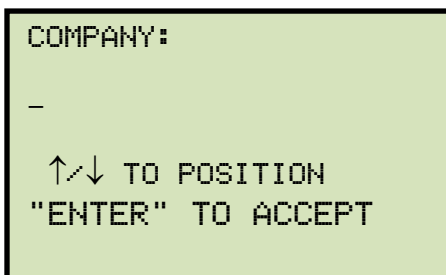 COMPANY:
_
↑/↓ TO POSITION
"ENTER" TO ACCEPT